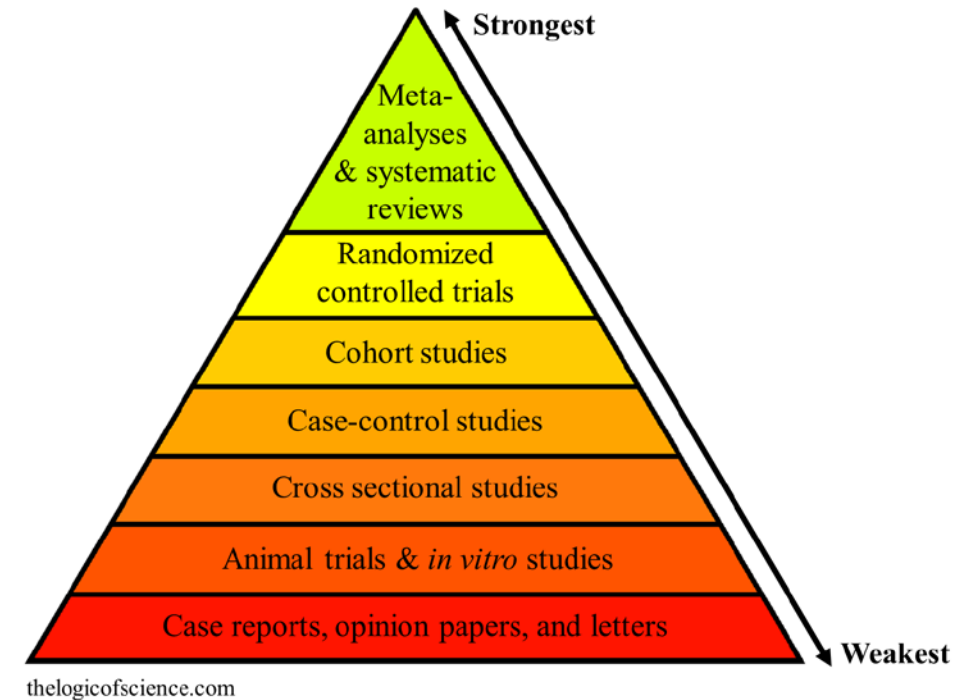 Strongest
Meta-
analyses
& systematic
reviews
Randomized
controlled trials
Cohort studies
Case-control studies
Cross sectional studies
Animal trials & in vitro studies
Case reports, opinion papers, and letters
Weakest
thelogicofscience.com